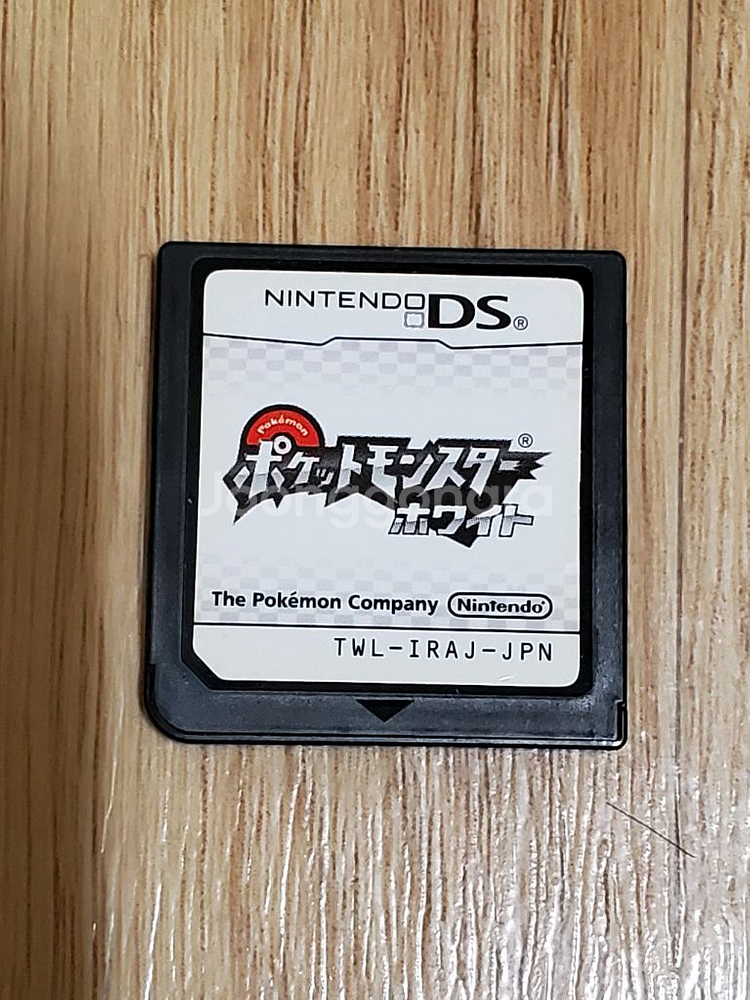 NINTENDO DS®
Pokémon
ポケットモンスター®
ホワイト
Joonggonara
The Pokémon Company Nintendo®
TWL-IRAJ-JPN